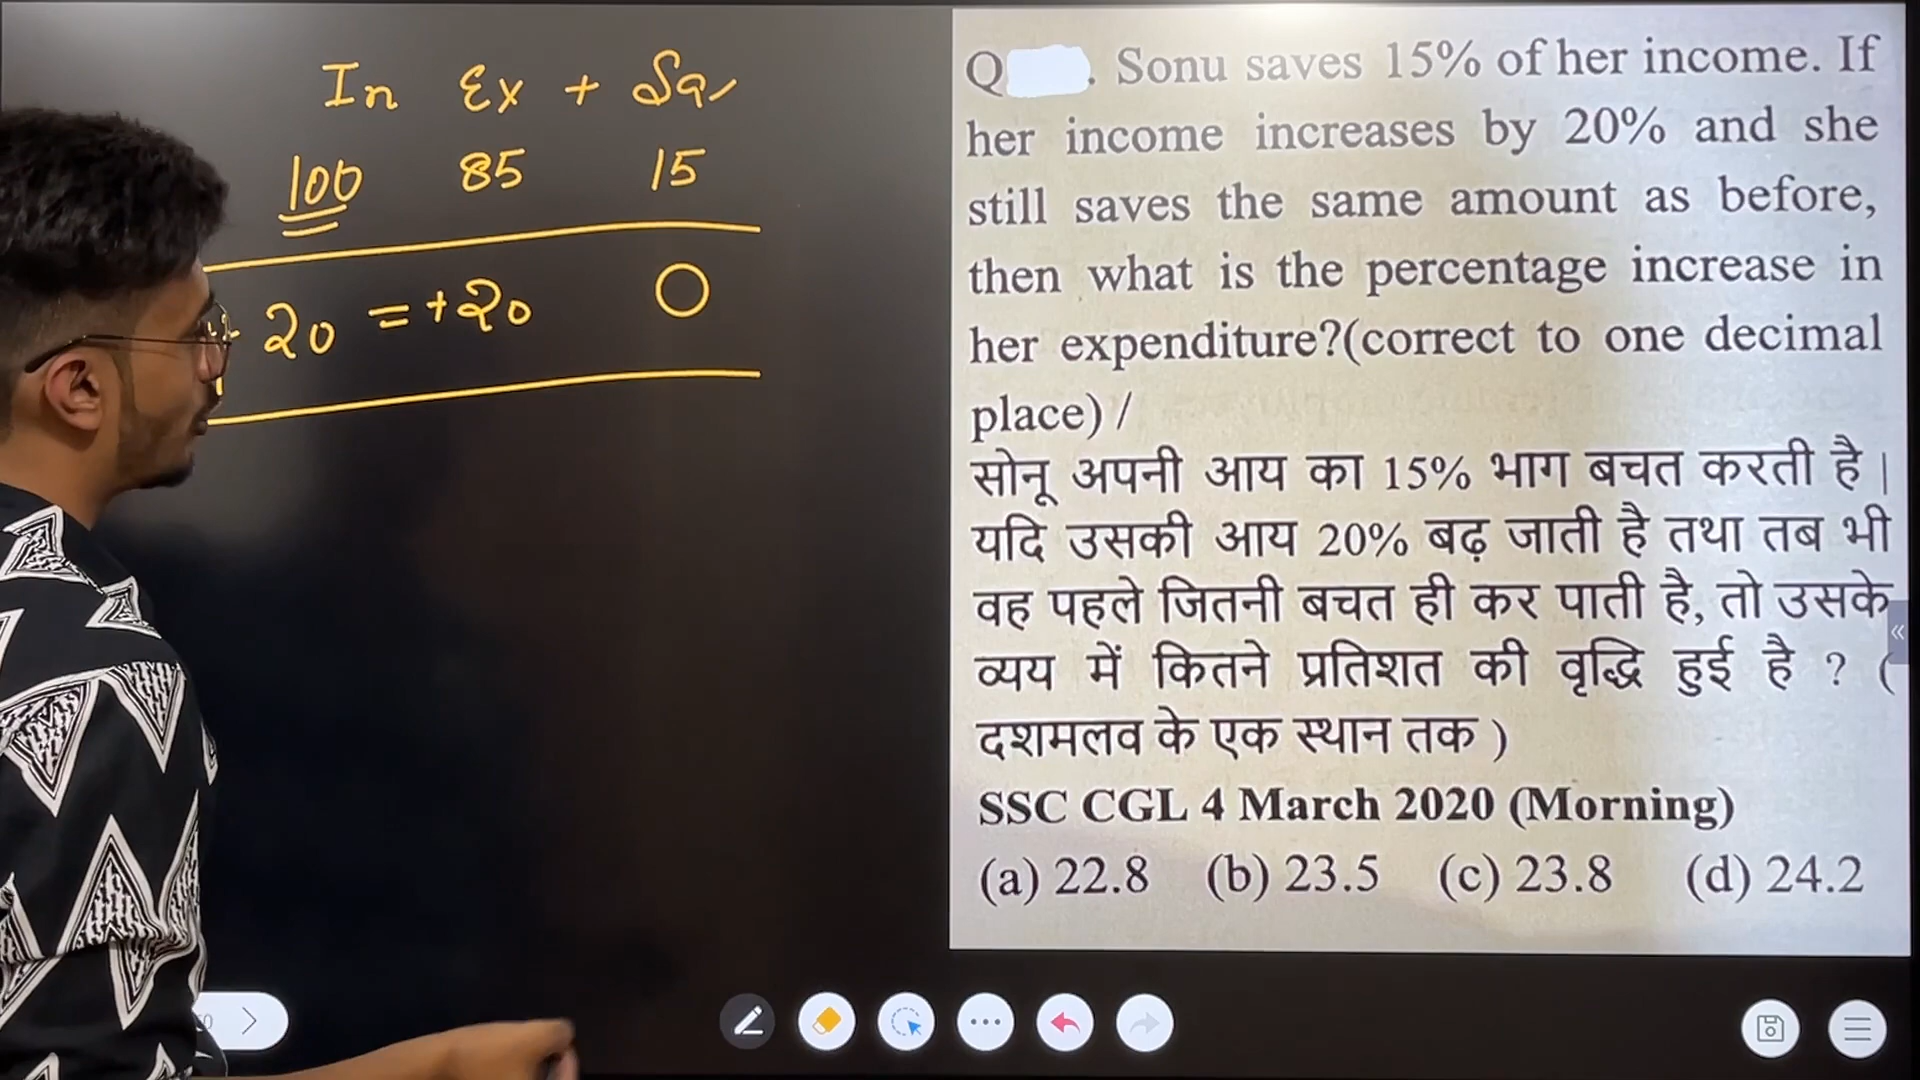 In Ex + Sa
100 85 15
+ 20 = +20 0
Q . Sonu saves 15% of her income. If
her income increases by 20% and she
still saves the same amount as before,
then what is the percentage increase in
her expenditure?(correct to one decimal
place) /
सोनू अपनी आय का 15% भाग बचत करती है |
यदि उसकी आय 20% बढ़ जाती है तथा तब भी
वह पहले जितनी बचत ही कर पाती है, तो उसके
व्यय में कितने प्रतिशत की वृद्धि हुई है ? (
दशमलव के एक स्थान तक )
SSC CGL 4 March 2020 (Morning)
(a) 22.8 (b) 23.5 (c) 23.8 (d) 24.2